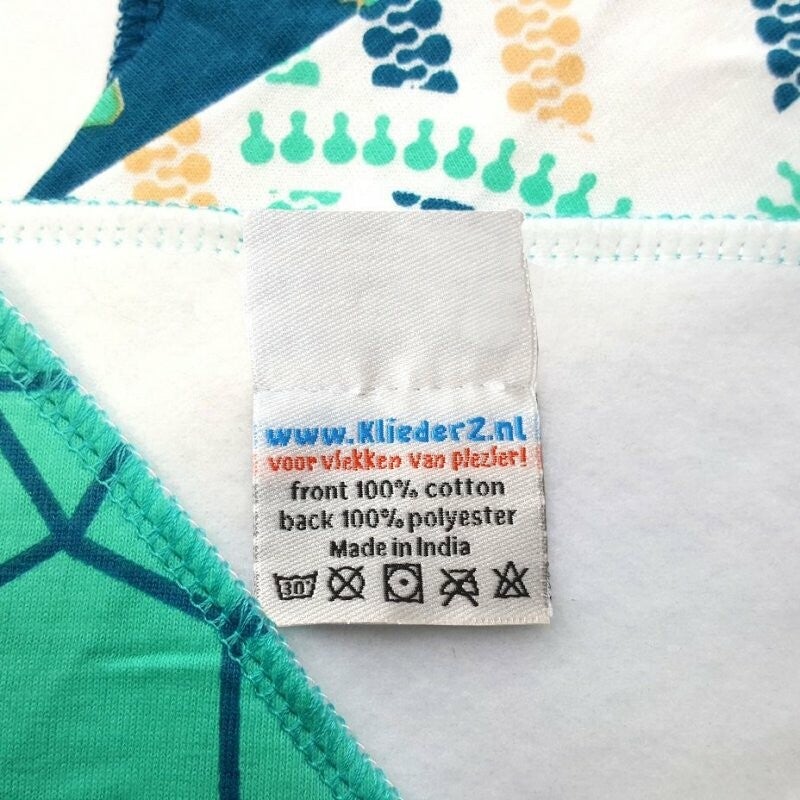 www.KliederZ.nl
voor vlekken van plezier!
front 100% cotton
back 100% polyester
Made in India
30°